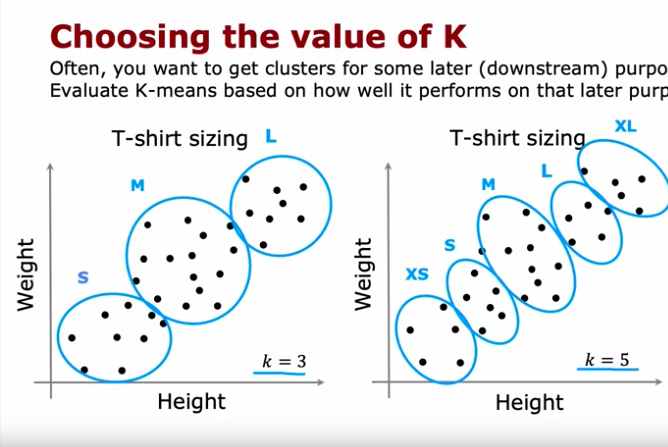 Choosing the value of K
Often, you want to get clusters for some later (downstream) purpo
Evaluate K-means based on how well it performs on that later purp
T-shirt sizing
L
M
S
Weight
Height
k = 3
T-shirt sizing
XL
L
M
S
XS
Weight
Height
k = 5